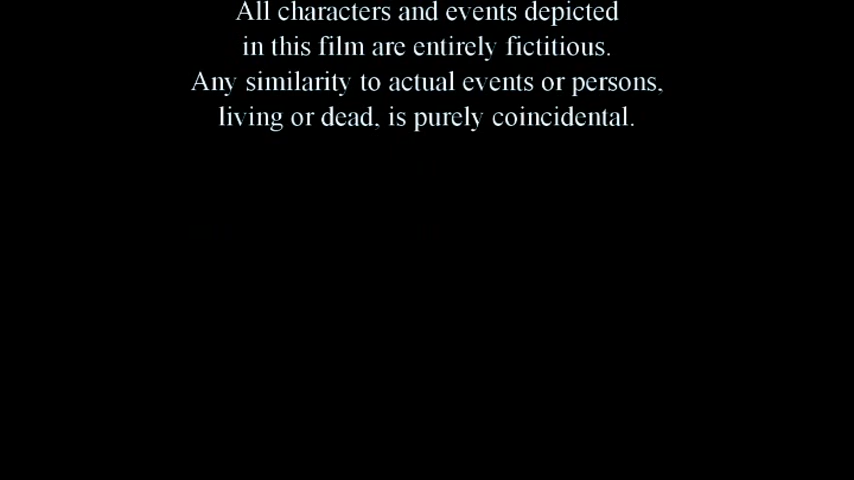 All characters and events depicted
in this film are entirely fictitious.
Any similarity to actual events or persons,
living or dead, is purely coincidental.